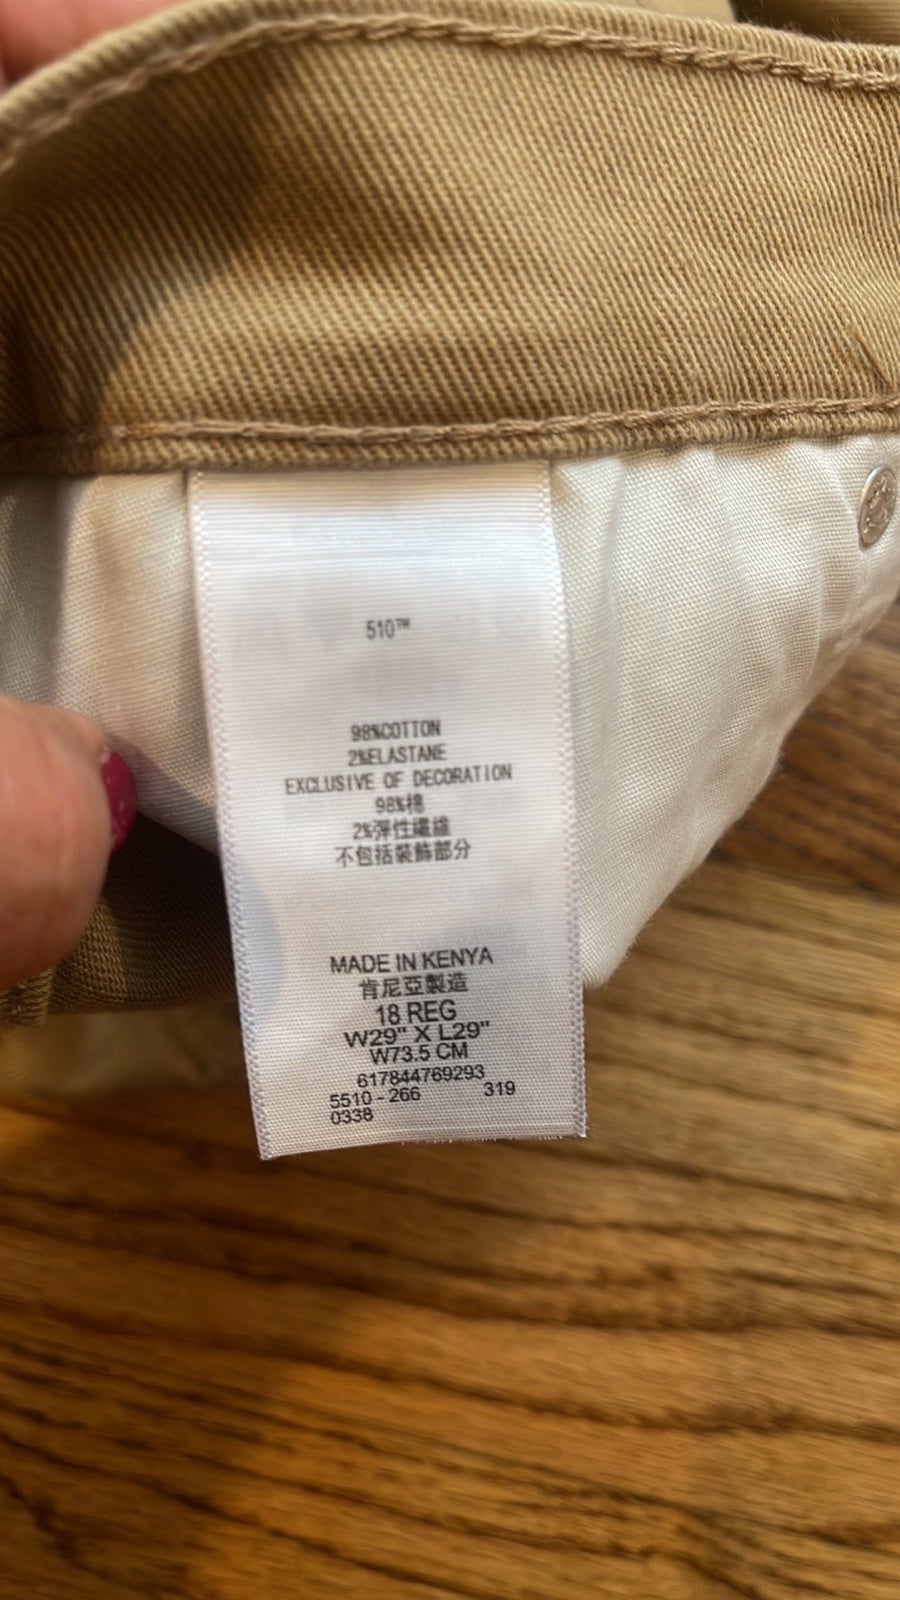 510™
98%COTTON
2%ELASTANE
EXCLUSIVE OF DECORATION
98%棉
2%彈性纖維
不包括裝飾部分
MADE IN KENYA
肯尼亞製造
18 REG
W29" X L29"
W73.5 CM
617844769293
5510 - 266 319
0338